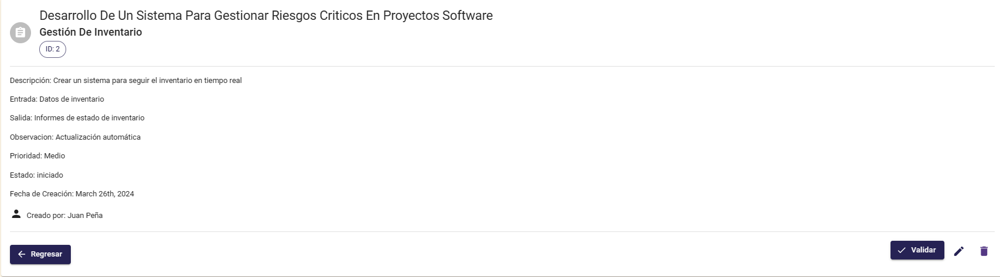 Desarrollo De Un Sistema Para Gestionar Riesgos Criticos En Proyectos Software
Gestión De Inventario
ID: 2
Descripción: Crear un sistema para seguir el inventario en tiempo real
Entrada: Datos de inventario
Salida: Informes de estado de inventario
Observacion: Actualización automática
Prioridad: Medio
Estado: iniciado
Fecha de Creación: March 26th, 2024
Creado por: Juan Peña
Regresar
Validar